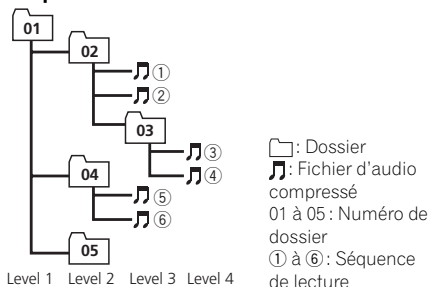 01
02
①
②
03
③
④
04
⑤
⑥
05
Level 1 Level 2 Level 3 Level 4
: Dossier
: Fichier d'audio
compressé
01 à 05 : Numéro de
dossier
① à ⑥ : Séquence
de lecture